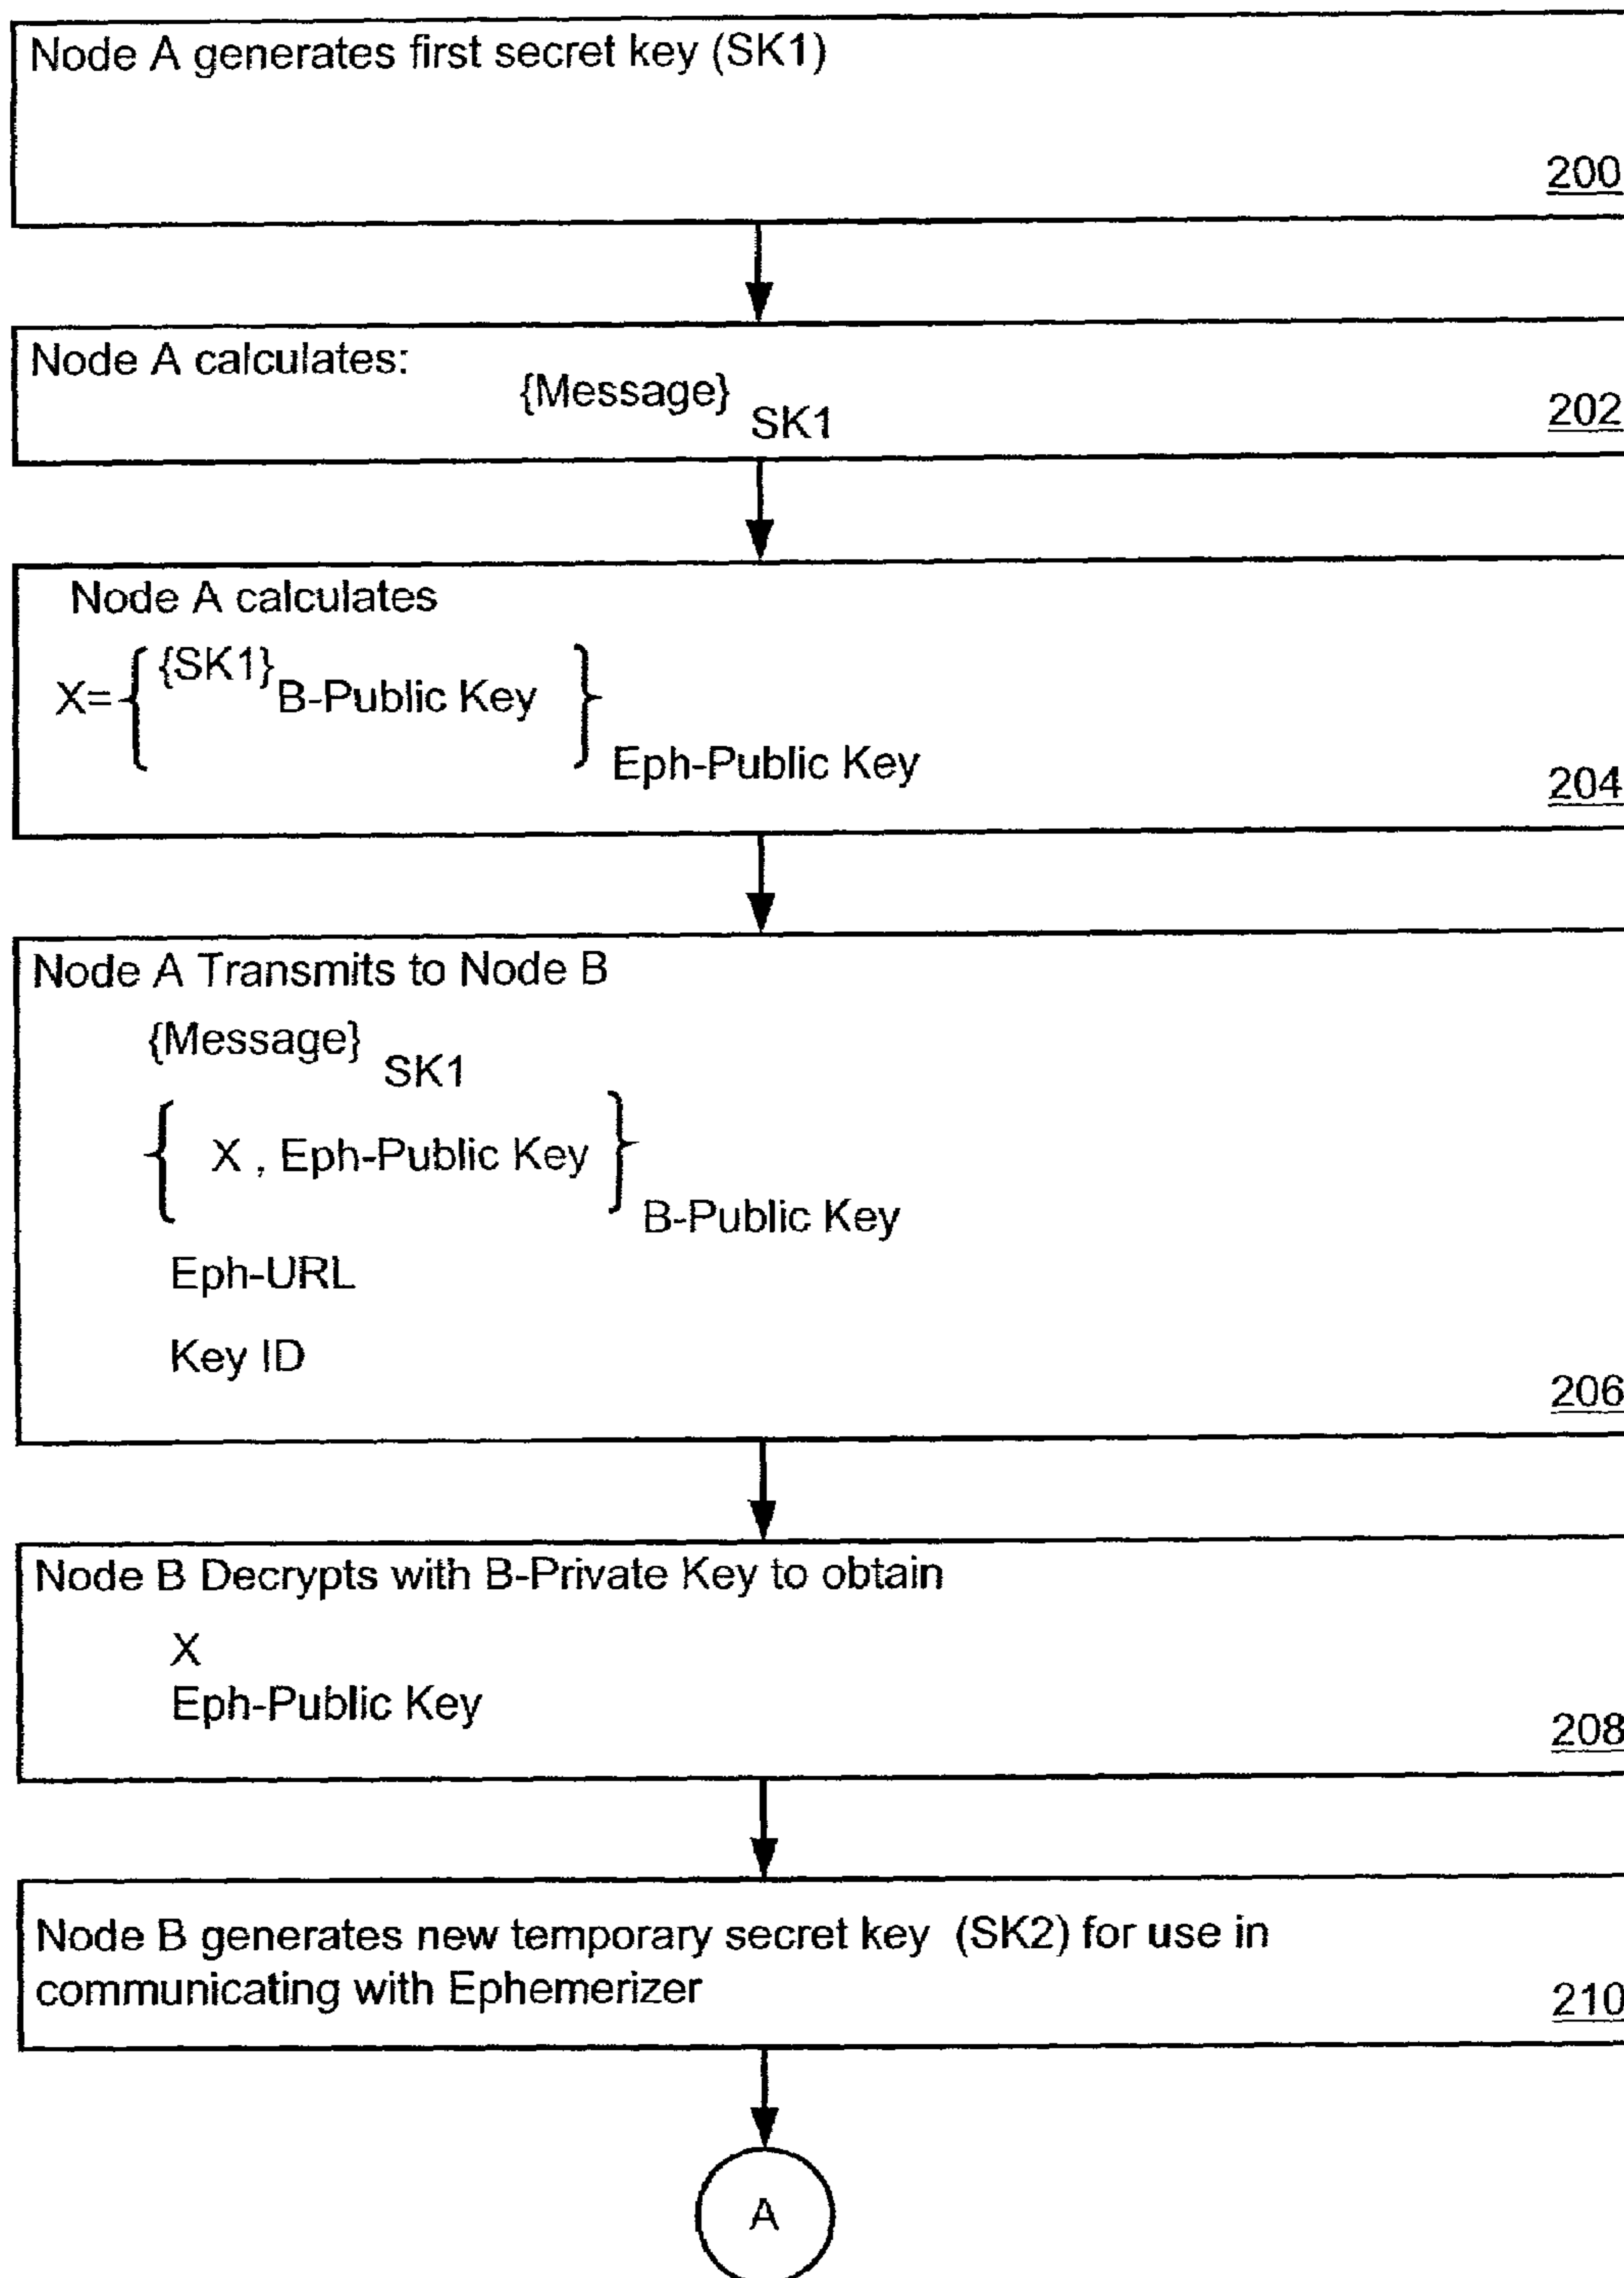 Node A generates first secret key (SK1)
200
Node A calculates:
{Message} SK1
202
Node A calculates
X= { {SK1} B-Public Key } Eph-Public Key
204
Node A Transmits to Node B
{Message} SK1
{ X , Eph-Public Key } B-Public Key
Eph-URL
Key ID
206
Node B Decrypts with B-Private Key to obtain
X
Eph-Public Key
208
Node B generates new temporary secret key (SK2) for use in
communicating with Ephemerizer
210
A